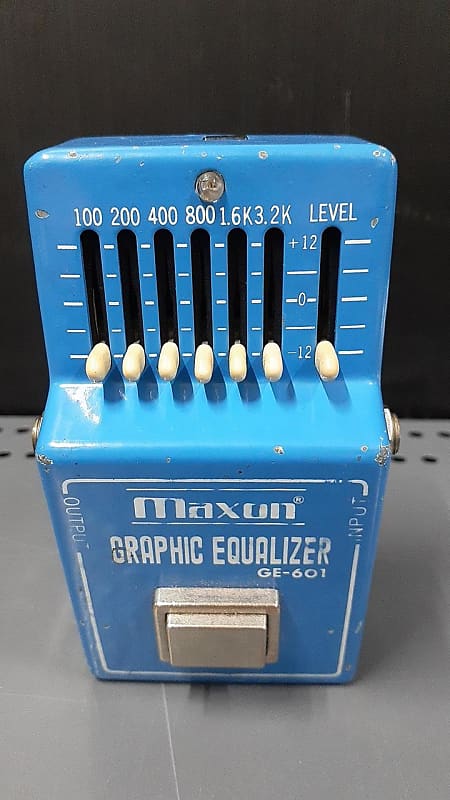 100 200 400 800 1.6K 3.2K LEVEL
+12
-0-
-12
OUTPUT
INPUT
maxon®
GRAPHIC EQUALIZER
GE-601